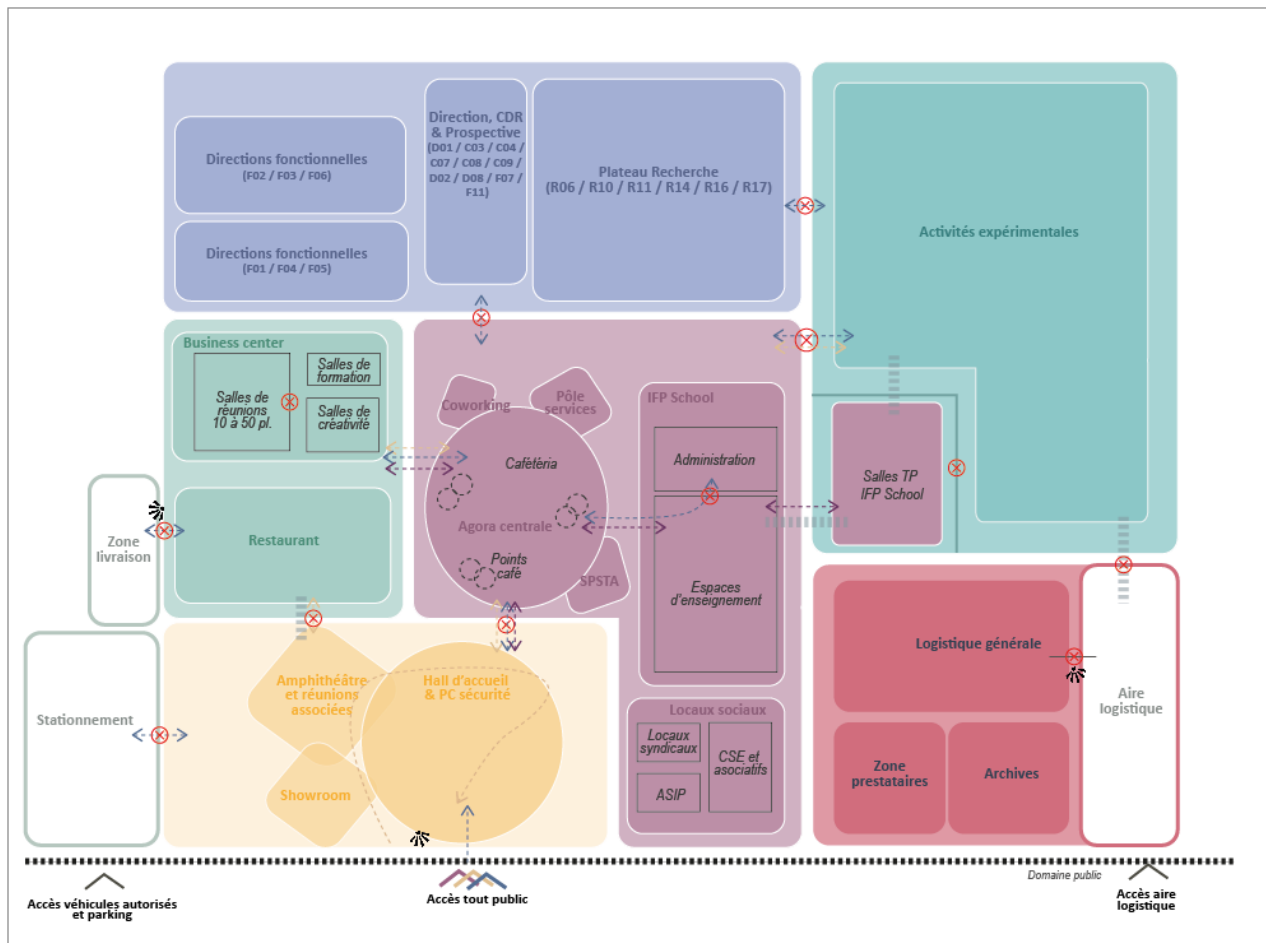 Directions fonctionnelles
(F02 / F03 / F06)
Directions fonctionnelles
(F01 / F04 / F05)
Direction, CDR
& Prospective
(D01 / C03 / C04 /
C07 / C08 / C09 /
D02 / D08 / F07 /
F11)
Plateau Recherche
(R06 / R10 / R11 / R14 / R16 / R17)
Activités expérimentales
Business center
Salles de
réunions
10 à 50 pl.
Salles de
formation
Salles de
créativité
Restaurant
Zone
livraison
Stationnement
Coworking
Pôle
services
Cafétéria
Agora centrale
Points
café
SPSTA
IFP School
Administration
Espaces
d'enseignement
Salles TP
IFP School
Amphithéâtre
et réunions
associées
Hall d'accueil
& PC sécurité
Showroom
Locaux sociaux
Locaux
syndicaux
CSE et
asociatifs
ASIP
Logistique générale
Zone
prestataires
Archives
Aire
logistique
Domaine public
Accès véhicules autorisés
et parking
Accès tout public
Accès aire
logistique